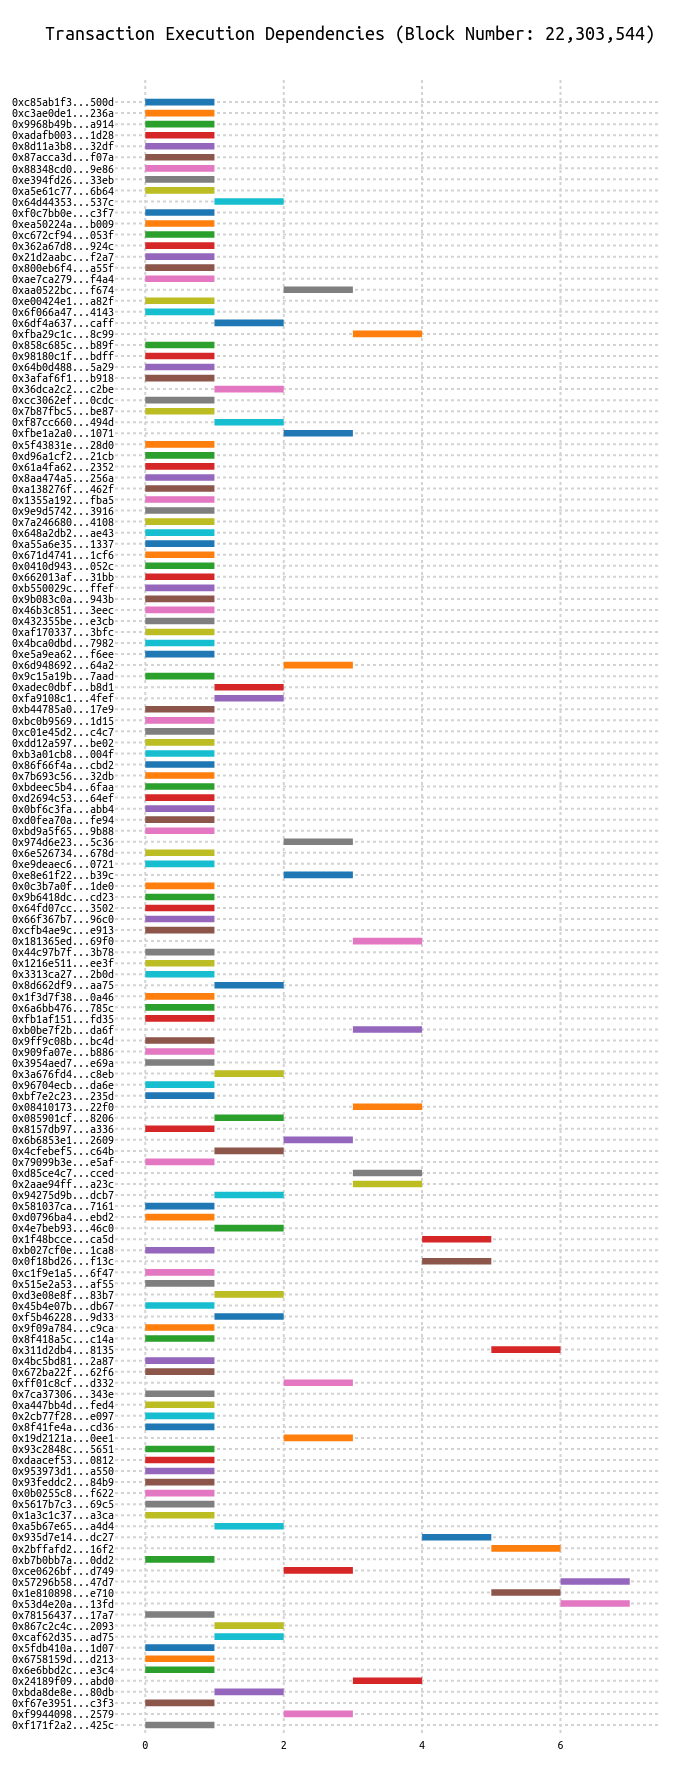 Transaction Execution Dependencies (Block Number: 22,303,544)
0xc85ab1f3...500d
0xc3ae0de1...236a
0x9968b49b...a914
0xadafb003...1d28
0x8d11a3b8...32df
0x87acca3d...f07a
0x88348cd0...9e86
0xe394fd26...33eb
0xa5e61c77...6b64
0x64d44353...537c
0xf0c7bb0e...c3f7
0xea50224a...b009
0xc672cf94...053f
0x362a67d8...924c
0x21d2aabc...f2a7
0x800eb6f4...a55f
0xae7ca279...f4a4
0xaa0522bc...f674
0xe00424e1...a82f
0x6f066a47...4143
0x6df4a637...caff
0xfba29c1c...8c99
0x858c685c...b89f
0x98180c1f...bdff
0x64b0d488...5a29
0x3afaf6f1...b918
0x36dca2c2...c2be
0xcc3062ef...0cdc
0x7b87fbc5...be87
0xf87cc660...494d
0xfbe1a2a0...1071
0x5f43831e...28d0
0xd96a1cf2...21cb
0x61a4fa62...2352
0x8aa474a5...256a
0xa138276f...462f
0x1355a192...fba5
0x9e9d5742...3916
0x7a246680...4108
0x648a2db2...ae43
0xa55a6e35...1337
0x671d4741...1cf6
0x0410d943...052c
0x662013af...31bb
0xb550029c...ffef
0x9b083c0a...943b
0x46b3c851...3eec
0x432355be...e3cb
0xaf170337...3bfc
0x4bca0dbd...7982
0xe5a9ea62...f6ee
0x6d948692...64a2
0x9c15a19b...7aad
0xadec0dbf...b8d1
0xfa9108c1...4fef
0xb44785a0...17e9
0xbc0b9569...1d15
0xc01e45d2...c4c7
0xdd12a597...be02
0xb3a01cb8...004f
0x86f66f4a...cbd2
0x7b693c56...32db
0xbdeec5b4...6faa
0xd2694c53...64ef
0x0bf6c3fa...abb4
0xd0fea70a...fe94
0xbd9a5f65...9b88
0x974d6e23...5c36
0x6e526734...678d
0xe9deaec6...0721
0xe8e61f22...b39c
0x0c3b7a0f...1de0
0x9b6418dc...cd23
0x64fd07cc...3502
0x66f367b7...96c0
0xcfb4ae9c...e913
0x181365ed...69f0
0x44c97b7f...3b78
0x1216e511...ee3f
0x3313ca27...2b0d
0x8d662df9...aa75
0x1f3d7f38...0a46
0x6a6bb476...785c
0xfb1af151...fd35
0xb0be7f2b...da6f
0x9ff9c08b...bc4d
0x909fa07e...b886
0x3954aed7...e69a
0x3a676fd4...c8eb
0x96704ecb...da6e
0xbf7e2c23...235d
0x08410173...22f0
0x085901cf...8206
0x8157db97...a336
0x6b6853e1...2609
0x4cfebef5...c64b
0x79099b3e...e5af
0xd85ce4c7...cced
0x2aae94ff...a23c
0x94275d9b...dcb7
0x581037ca...7161
0xd0796ba4...ebd2
0x4e7beb93...46c0
0x1f48bcce...ca5d
0xb027cf0e...1ca8
0x0f18bd26...f13c
0xc1f9e1a5...6f47
0x515e2a53...af55
0xd3e08e8f...83b7
0x45b4e07b...db67
0xf5b46228...9d33
0x9f09a784...c9ca
0x8f418a5c...c14a
0x311d2db4...8135
0x4bc5bd81...2a87
0x672ba22f...62f6
0xff01c8cf...d332
0x7ca37306...343e
0xa447bb4d...fed4
0x2cb77f28...e097
0x8f41fe4a...cd36
0x19d2121a...0ee1
0x93c2848c...5651
0xdaacef53...0812
0x953973d1...a550
0x93feddc2...84b9
0x0b0255c8...f622
0x5617b7c3...69c5
0x1a3c1c37...a3ca
0xa5b67e65...a4d4
0x935d7e14...dc27
0x2bffafd2...16f2
0xb7b0bb7a...0dd2
0xce0626bf...d749
0x57296b58...47d7
0x1e810898...e710
0x53d4e20a...13fd
0x78156437...17a7
0x867c2c4c...2093
0xcaf62d35...ad75
0x5fdb410a...1d07
0x6758159d...d213
0x6e6bbd2c...e3c4
0x24189f09...abd0
0xbda8de8e...80db
0xf67e3951...c3f3
0xf9944098...2579
0xf171f2a2...425c
0 2 4 6